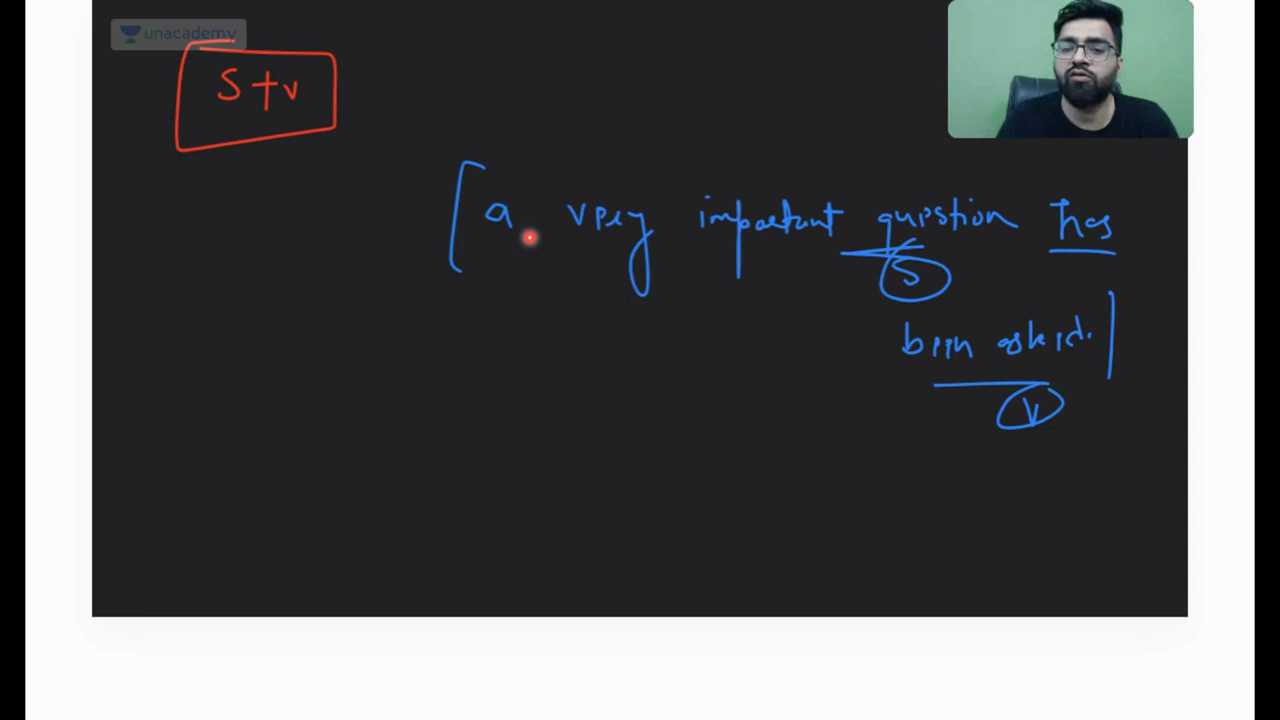 unacademy
S + v
[ a very important question has
S
been asked.
V